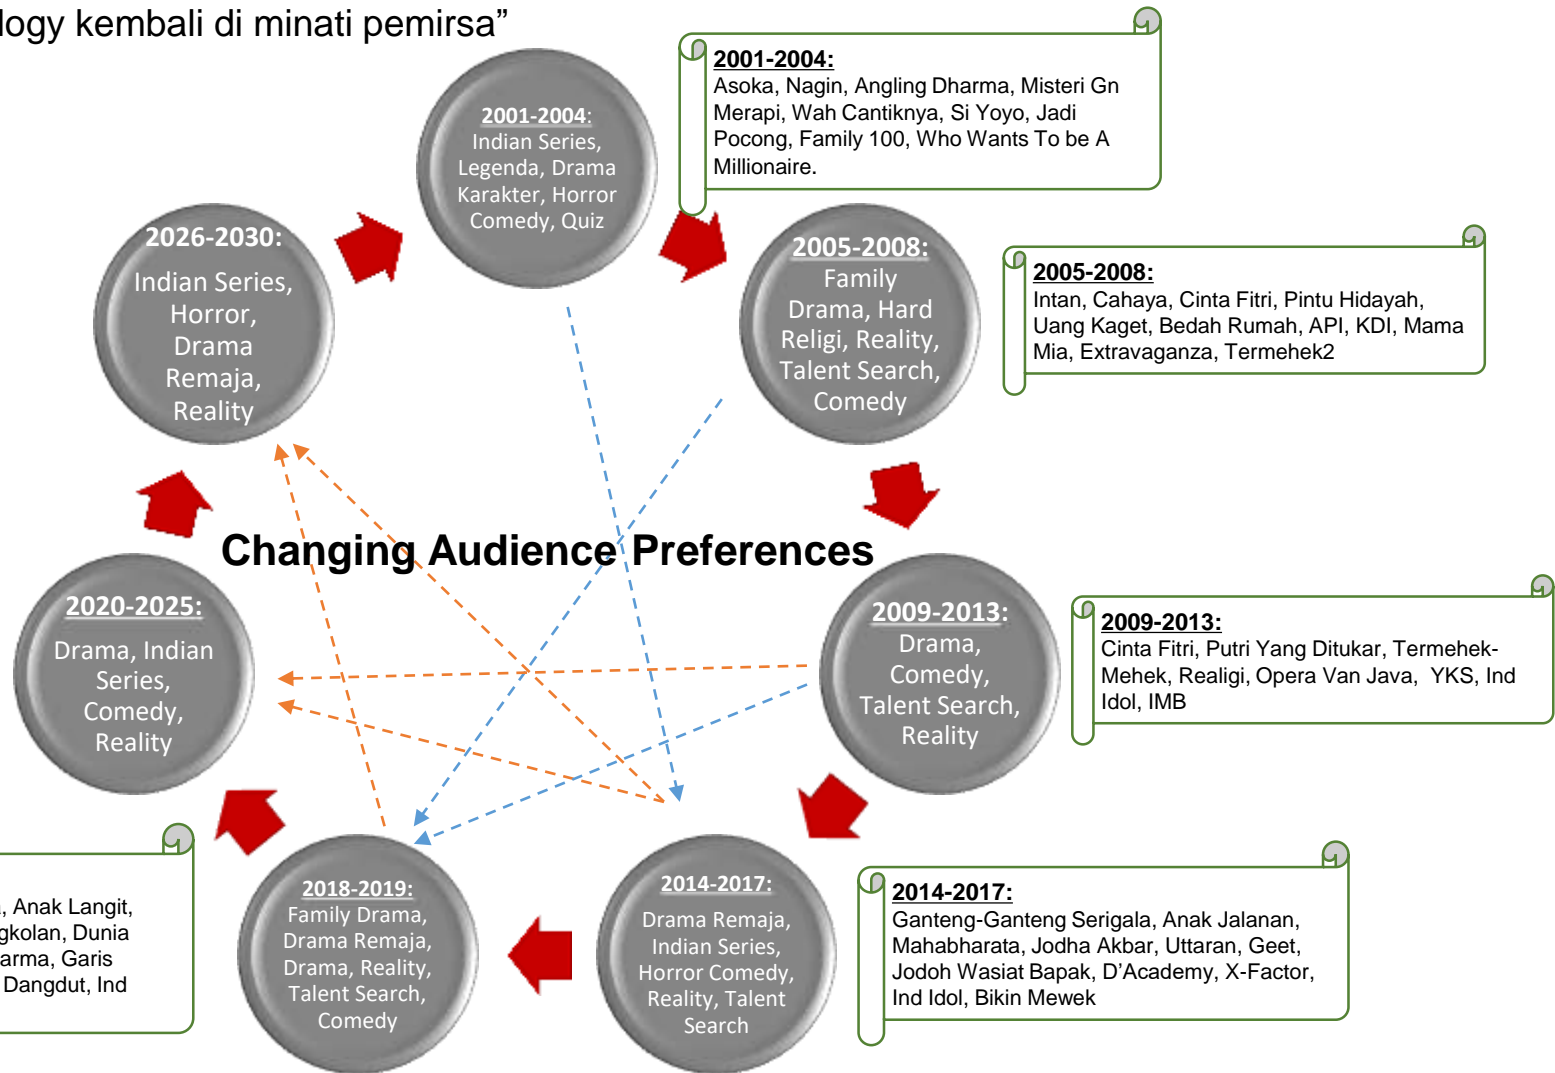 logy kembali di minati pemirsa”
2001-2004:
Indian Series,
Legenda, Drama
Karakter, Horror
Comedy, Quiz
2001-2004:
Asoka, Nagin, Angling Dharma, Misteri Gn
Merapi, Wah Cantiknya, Si Yoyo, Jadi
Pocong, Family 100, Who Wants To be A
Millionaire.
2005-2008:
Family
Drama, Hard
Religi, Reality,
Talent Search,
Comedy
2005-2008:
Intan, Cahaya, Cinta Fitri, Pintu Hidayah,
Uang Kaget, Bedah Rumah, API, KDI, Mama
Mia, Extravaganza, Termehek2
2026-2030:
Indian Series,
Horror,
Drama
Remaja,
Reality
Changing Audience Preferences
2009-2013:
Drama,
Comedy,
Talent Search,
Reality
2009-2013:
Cinta Fitri, Putri Yang Ditukar, Termehek-
Mehek, Realigi, Opera Van Java, YKS, Ind
Idol, IMB
2020-2025:
Drama, Indian
Series,
Comedy,
Reality
2014-2017:
Drama Remaja,
Indian Series,
Horror Comedy,
Reality, Talent
Search
2014-2017:
Ganteng-Ganteng Serigala, Anak Jalanan,
Mahabharata, Jodha Akbar, Uttaran, Geet,
Jodoh Wasiat Bapak, D’Academy, X-Factor,
Ind Idol, Bikin Mewek
2018-2019:
Family Drama,
Drama Remaja,
Drama, Reality,
Talent Search,
Comedy
, Anak Langit,
gkolan, Dunia
arma, Garis
Dangdut, Ind